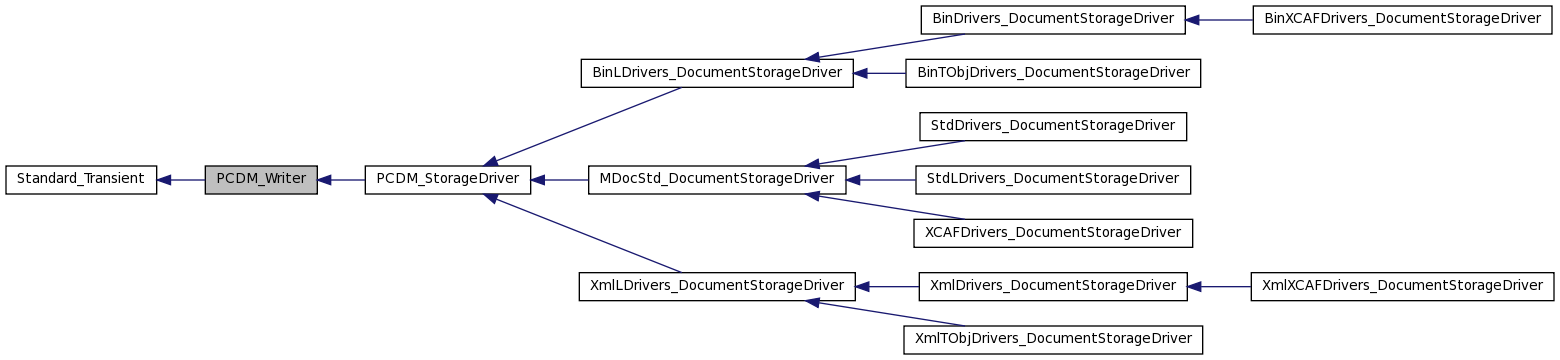 BinDrivers_DocumentStorageDriver
BinXCAFDrivers_DocumentStorageDriver
BinLDrivers_DocumentStorageDriver
BinTObjDrivers_DocumentStorageDriver
StdDrivers_DocumentStorageDriver
Standard_Transient
PCDM_Writer
PCDM_StorageDriver
MDocStd_DocumentStorageDriver
StdLDrivers_DocumentStorageDriver
XCAFDrivers_DocumentStorageDriver
XmlLDrivers_DocumentStorageDriver
XmlDrivers_DocumentStorageDriver
XmlXCAFDrivers_DocumentStorageDriver
XmlTObjDrivers_DocumentStorageDriver